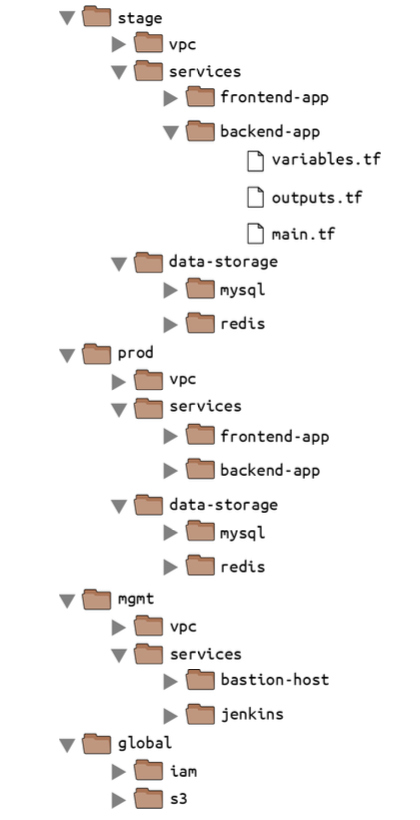 stage
vpc
services
frontend-app
backend-app
variables.tf
outputs.tf
main.tf
data-storage
mysql
redis
prod
vpc
services
frontend-app
backend-app
data-storage
mysql
redis
mgmt
vpc
services
bastion-host
jenkins
global
iam
s3